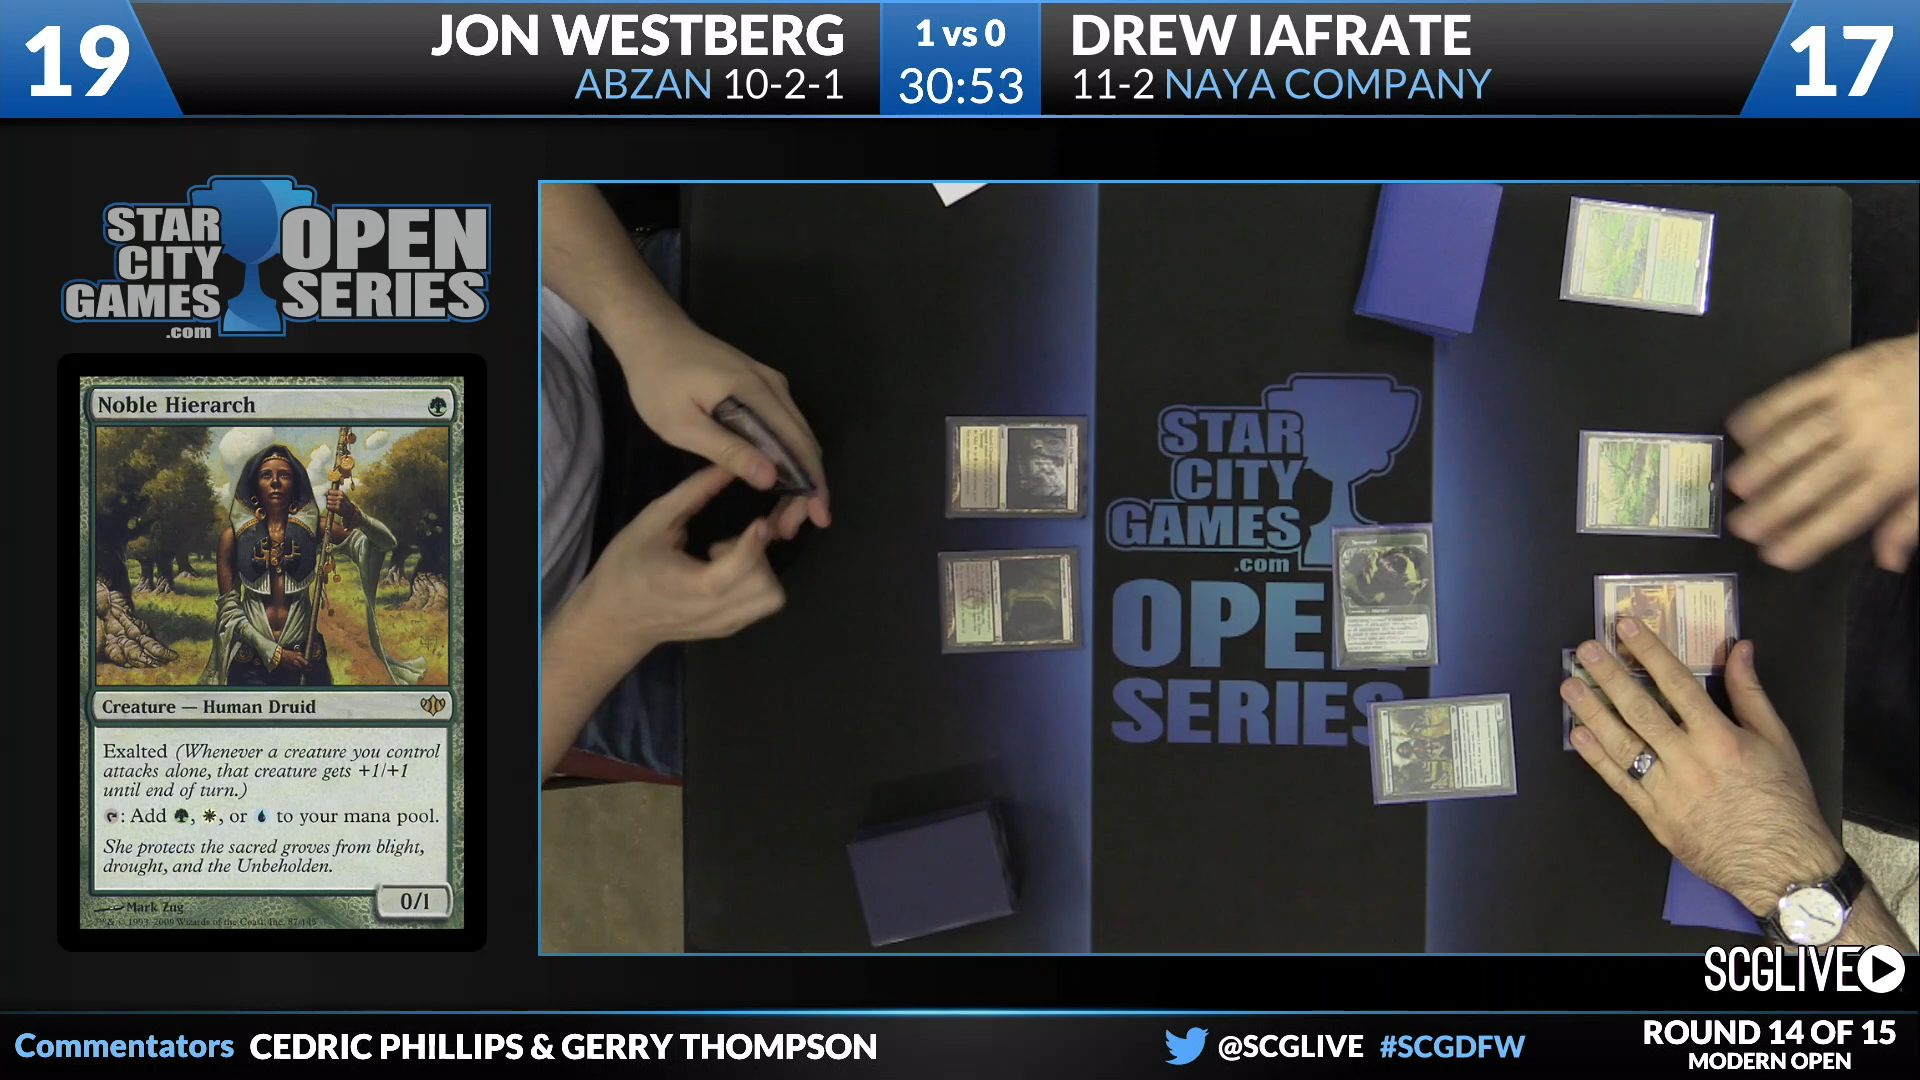 19
JON WESTBERG
ABZAN 10-2-1
1 vs 0
30:53
DREW IAFRATE
11-2 NAYA COMPANY
17
STAR CITY GAMES .com
OPEN SERIES
Noble Hierarch
Creature — Human Druid
Exalted (Whenever a creature you control
attacks alone, that creature gets +1/+1
until end of turn.)
: Add , , or to your mana pool.
She protects the sacred groves from blight,
drought, and the Unbeholden.
0/1
Mark Zug
STAR
CITY
GAMES
.com
OPE
SERIES
SCGLIVE
Commentators CEDRIC PHILLIPS & GERRY THOMPSON
@SCGLIVE #SCGDFW
ROUND 14 OF 15
MODERN OPEN